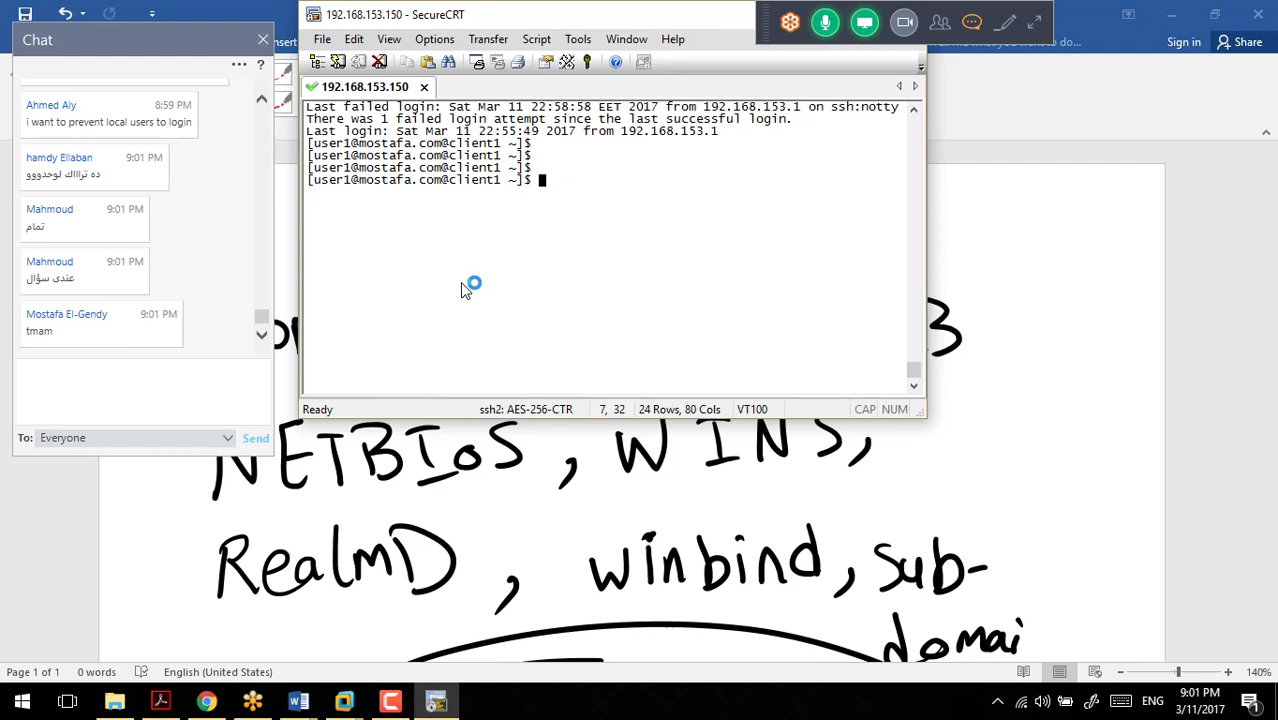 Chat
Ahmed Aly 8:59 PM
i want to prevent local users to login
hamdy Ellaban 9:01 PM
ده تراااك لوحدووو
Mahmoud 9:01 PM
تمام
Mahmoud 9:01 PM
عندى سؤال
Mostafa El-Gendy 9:01 PM
tmam
To: Everyone Send
192.168.153.150 - SecureCRT
File Edit View Options Transfer Script Tools Window Help
192.168.153.150
Last failed login: Sat Mar 11 22:58:58 EET 2017 from 192.168.153.1 on ssh:notty
There was 1 failed login attempt since the last successful login.
Last login: Sat Mar 11 22:55:49 2017 from 192.168.153.1
[user1@mostafa.com@client1 ~]$
[user1@mostafa.com@client1 ~]$
[user1@mostafa.com@client1 ~]$
[user1@mostafa.com@client1 ~]$
Ready ssh2: AES-256-CTR 7, 32 24 Rows, 80 Cols VT100 CAP NUM
Sign in Share
3
NETBIoS, WINS,
RealmD, winbind, sub-
domai
Page 1 of 1 0 words English (United States) 140%
ENG 9:01 PM
3/11/2017